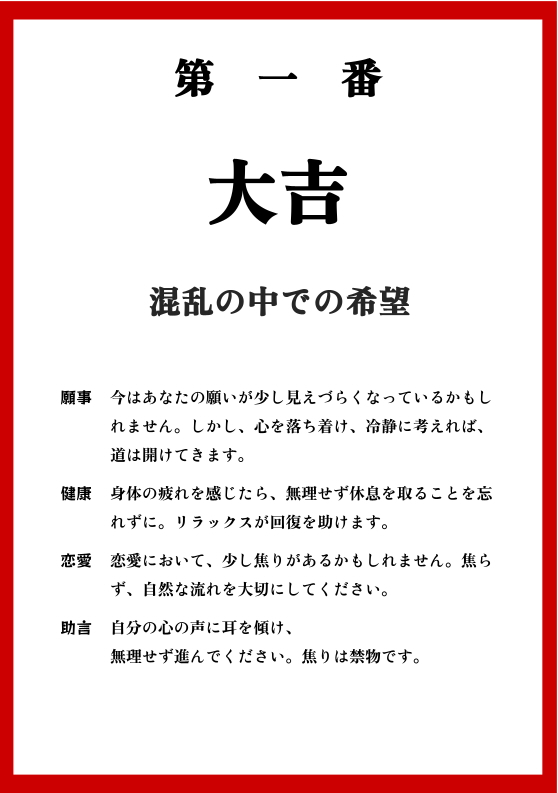 第 一 番
大吉
混乱の中での希望
願事 今はあなたの願いが少し見えづらくなっているかもし
れません。しかし、心を落ち着け、冷静に考えれば、
道は開けてきます。
健康 身体の疲れを感じたら、無理せず休息を取ることを忘
れずに。リラックスが回復を助けます。
恋愛 恋愛において、少し焦りがあるかもしれません。焦ら
ず、自然な流れを大切にしてください。
助言 自分の心の声に耳を傾け、
無理せず進んでください。焦りは禁物です。